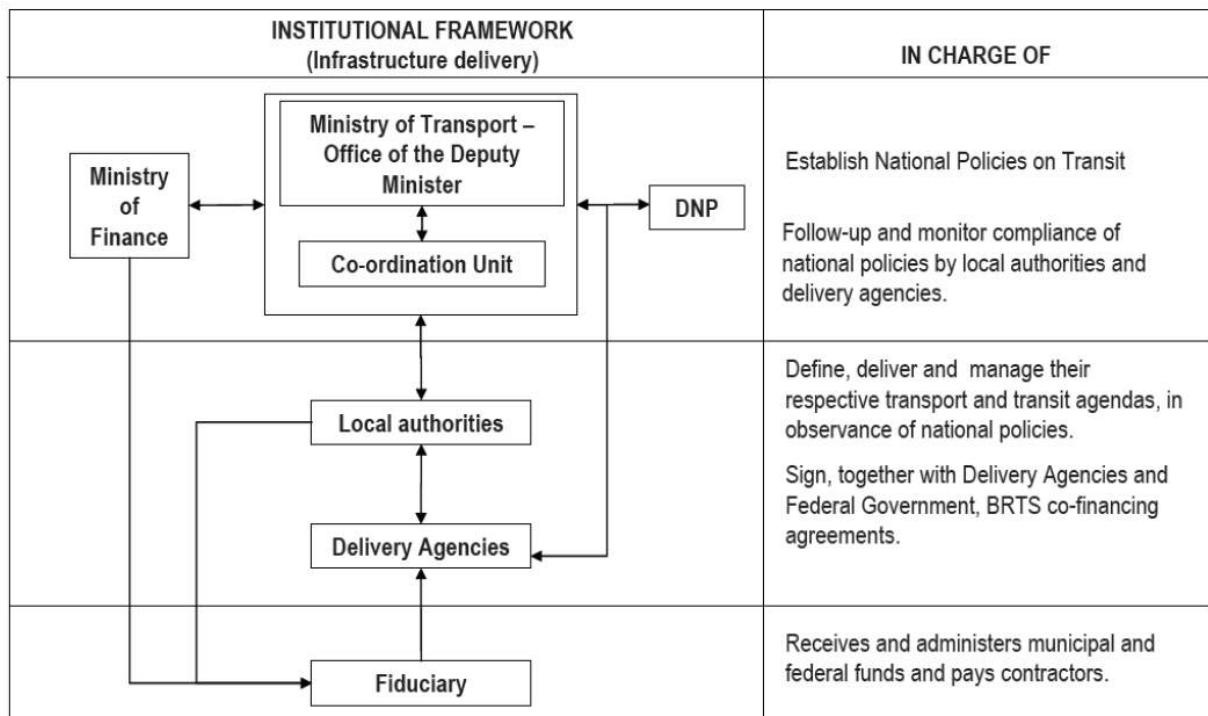 INSTITUTIONAL FRAMEWORK
(Infrastructure delivery)
IN CHARGE OF
Ministry of Transport –
Office of the Deputy
Minister
Ministry
of
Finance
DNP
Co-ordination Unit
Establish National Policies on Transit
Follow-up and monitor compliance of
national policies by local authorities and
delivery agencies.
Local authorities
Delivery Agencies
Define, deliver and manage their
respective transport and transit agendas, in
observance of national policies.
Sign, together with Delivery Agencies and
Federal Government, BRTS co-financing
agreements.
Fiduciary
Receives and administers municipal and
federal funds and pays contractors.